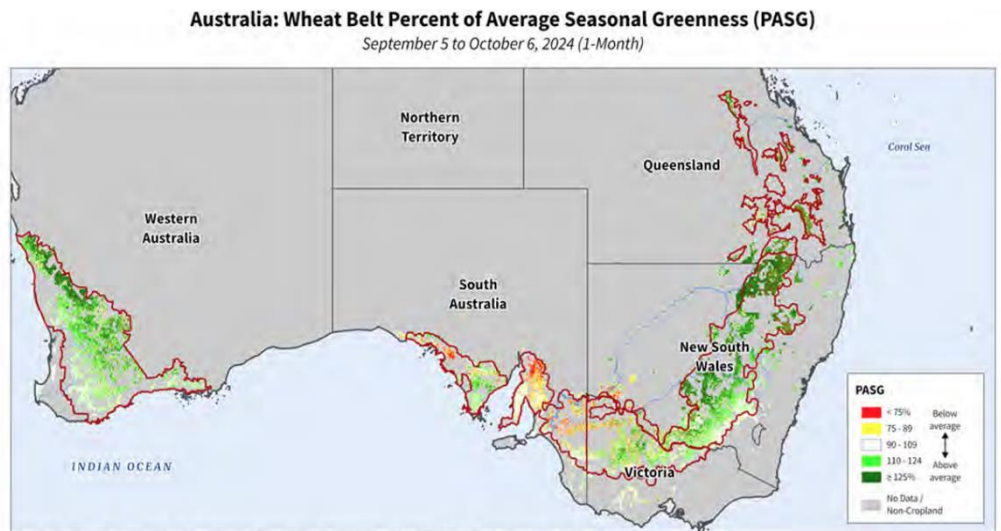 Australia: Wheat Belt Percent of Average Seasonal Greenness (PASG)
September 5 to October 6, 2024 (1-Month)
Northern
Territory
Queensland
Coral Sea
Western
Australia
South
Australia
New South
Wales
Victoria
INDIAN OCEAN
PASG
< 75%
75 - 89
90 - 109
110 - 124
≥ 125%
Below
average
Above
average
No Data /
Non-Cropland